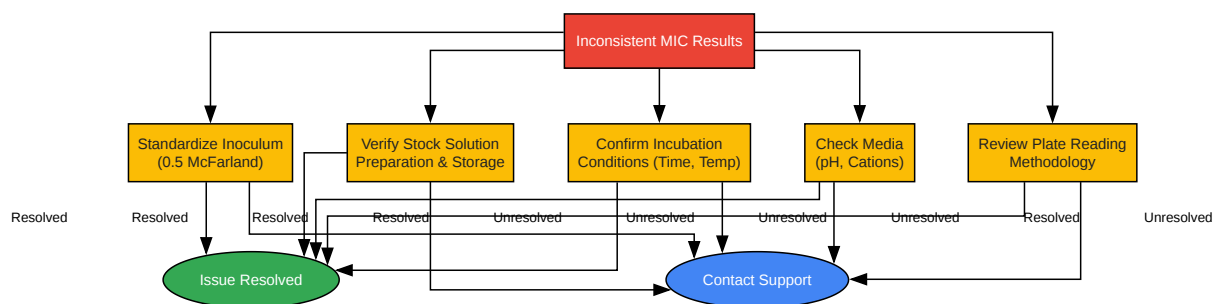 Inconsistent MIC Results
Standardize Inoculum
(0.5 McFarland)
Verify Stock Solution
Preparation & Storage
Confirm Incubation
Conditions (Time, Temp)
Check Media
(pH, Cations)
Review Plate Reading
Methodology
Resolved
Resolved
Resolved
Resolved
Unresolved
Unresolved
Unresolved
Unresolved
Resolved
Unresolved
Issue Resolved
Contact Support